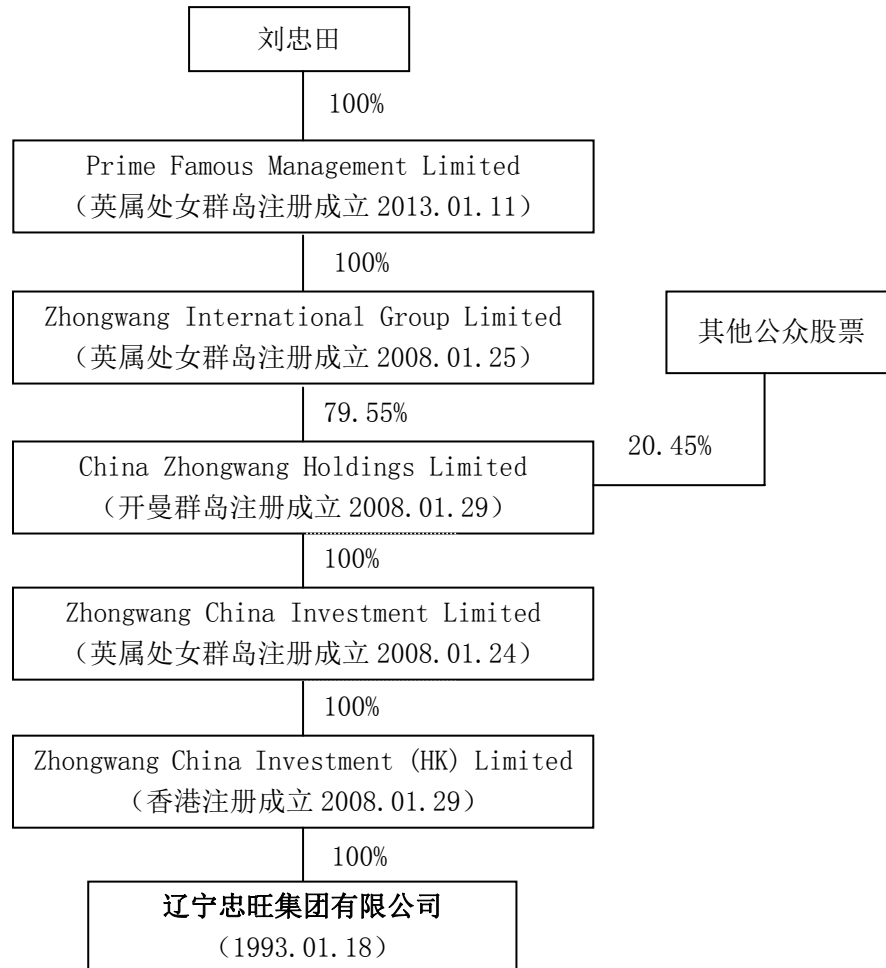 刘忠田
100%
Prime Famous Management Limited
（英属处女群岛注册成立 2013.01.11）
100%
Zhongwang International Group Limited
（英属处女群岛注册成立 2008.01.25）
其他公众股票
79.55%
20.45%
China Zhongwang Holdings Limited
（开曼群岛注册成立 2008.01.29）
100%
Zhongwang China Investment Limited
（英属处女群岛注册成立 2008.01.24）
100%
Zhongwang China Investment (HK) Limited
（香港注册成立 2008.01.29）
100%
辽宁忠旺集团有限公司
（1993.01.18）